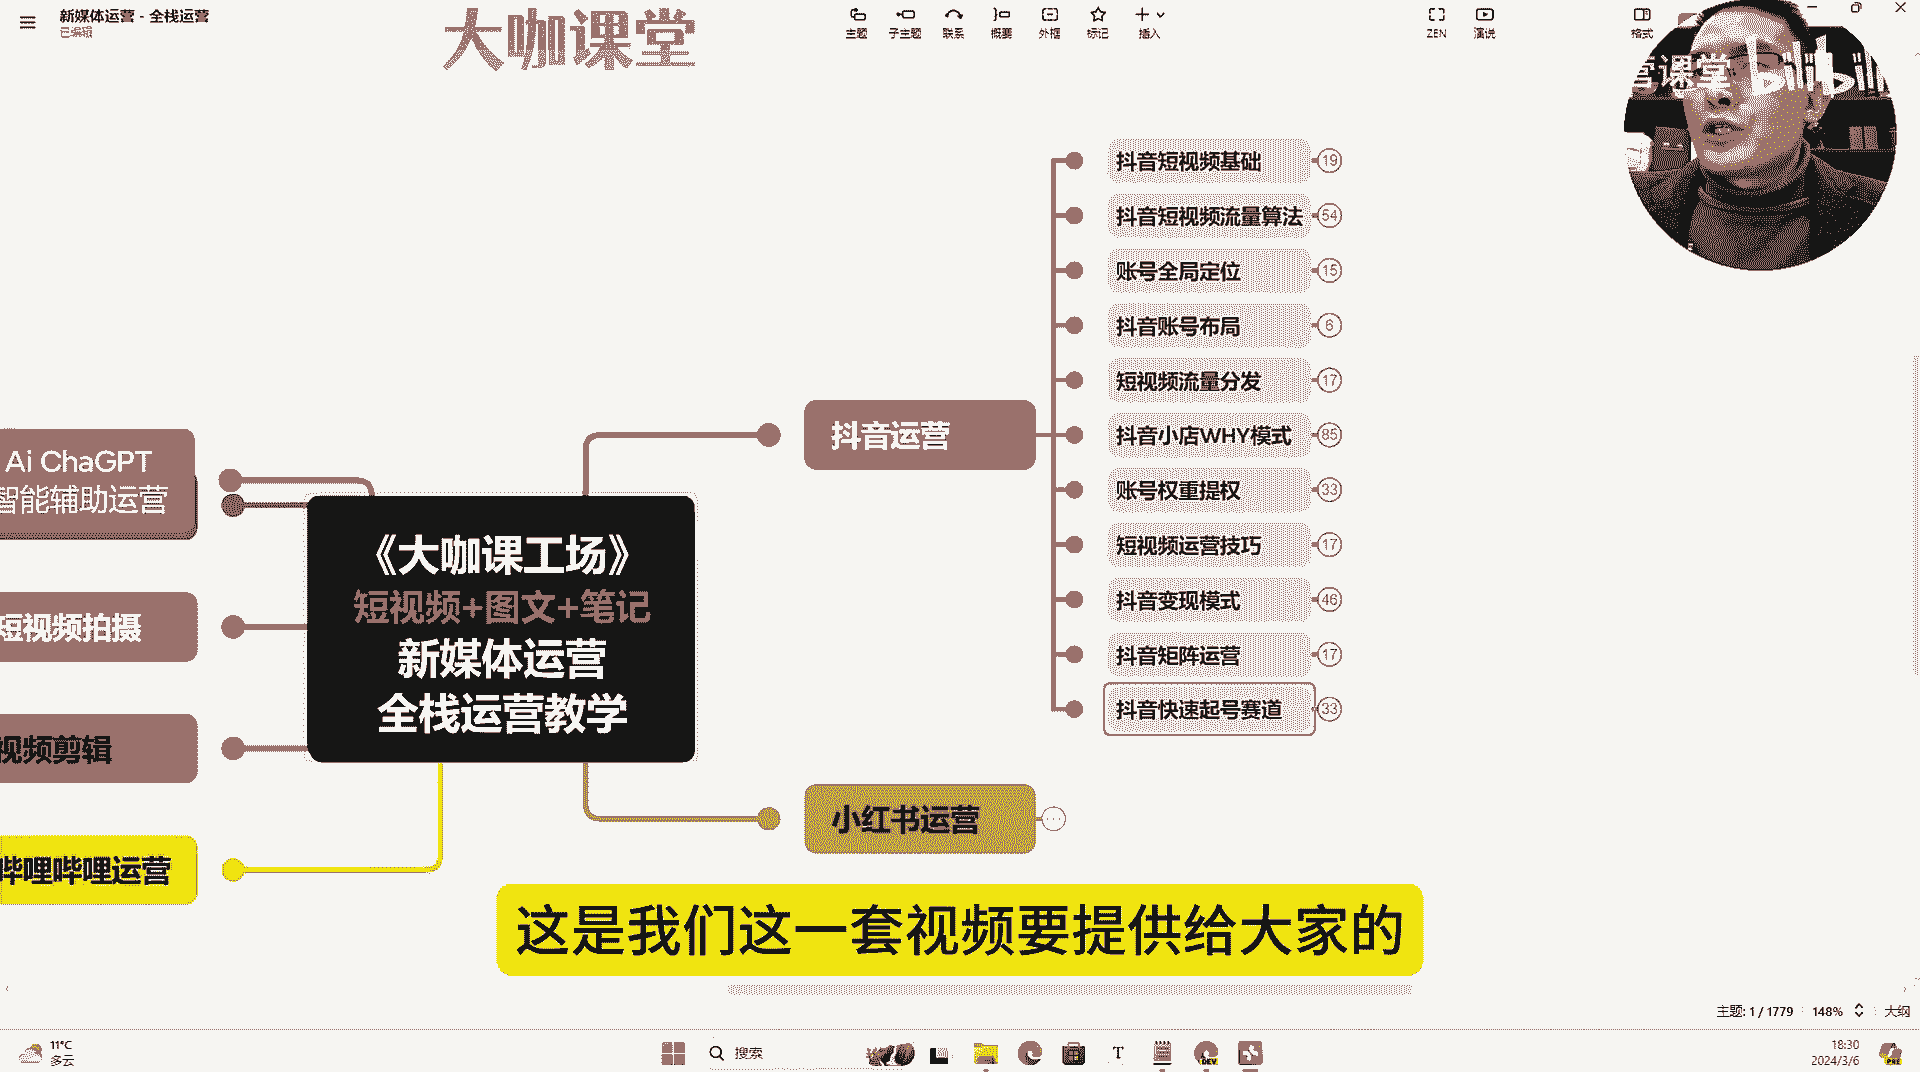 新媒体运营 - 全栈运营
已编辑
大咖课堂
主题
子主题
联系
概要
外框
标记
插入
ZEN
演说
格式
营课堂 bilibili
抖音短视频基础 19
抖音短视频流量算法 54
账号全局定位 15
抖音账号布局 6
短视频流量分发 17
抖音运营
抖音小店WHY模式 85
账号权重提权 33
短视频运营技巧 17
抖音变现模式 46
抖音矩阵运营 17
抖音快速起号赛道 33
Ai ChaGPT
智能辅助运营
短视频拍摄
视频剪辑
哔哩哔哩运营
《大咖课工场》
短视频+图文+笔记
新媒体运营
全栈运营教学
小红书运营
这是我们这一套视频要提供给大家的
主题: 1 / 1779
148%
大纲
11°C
多云
搜索
T
DEV
PRE
18:30
2024/3/6